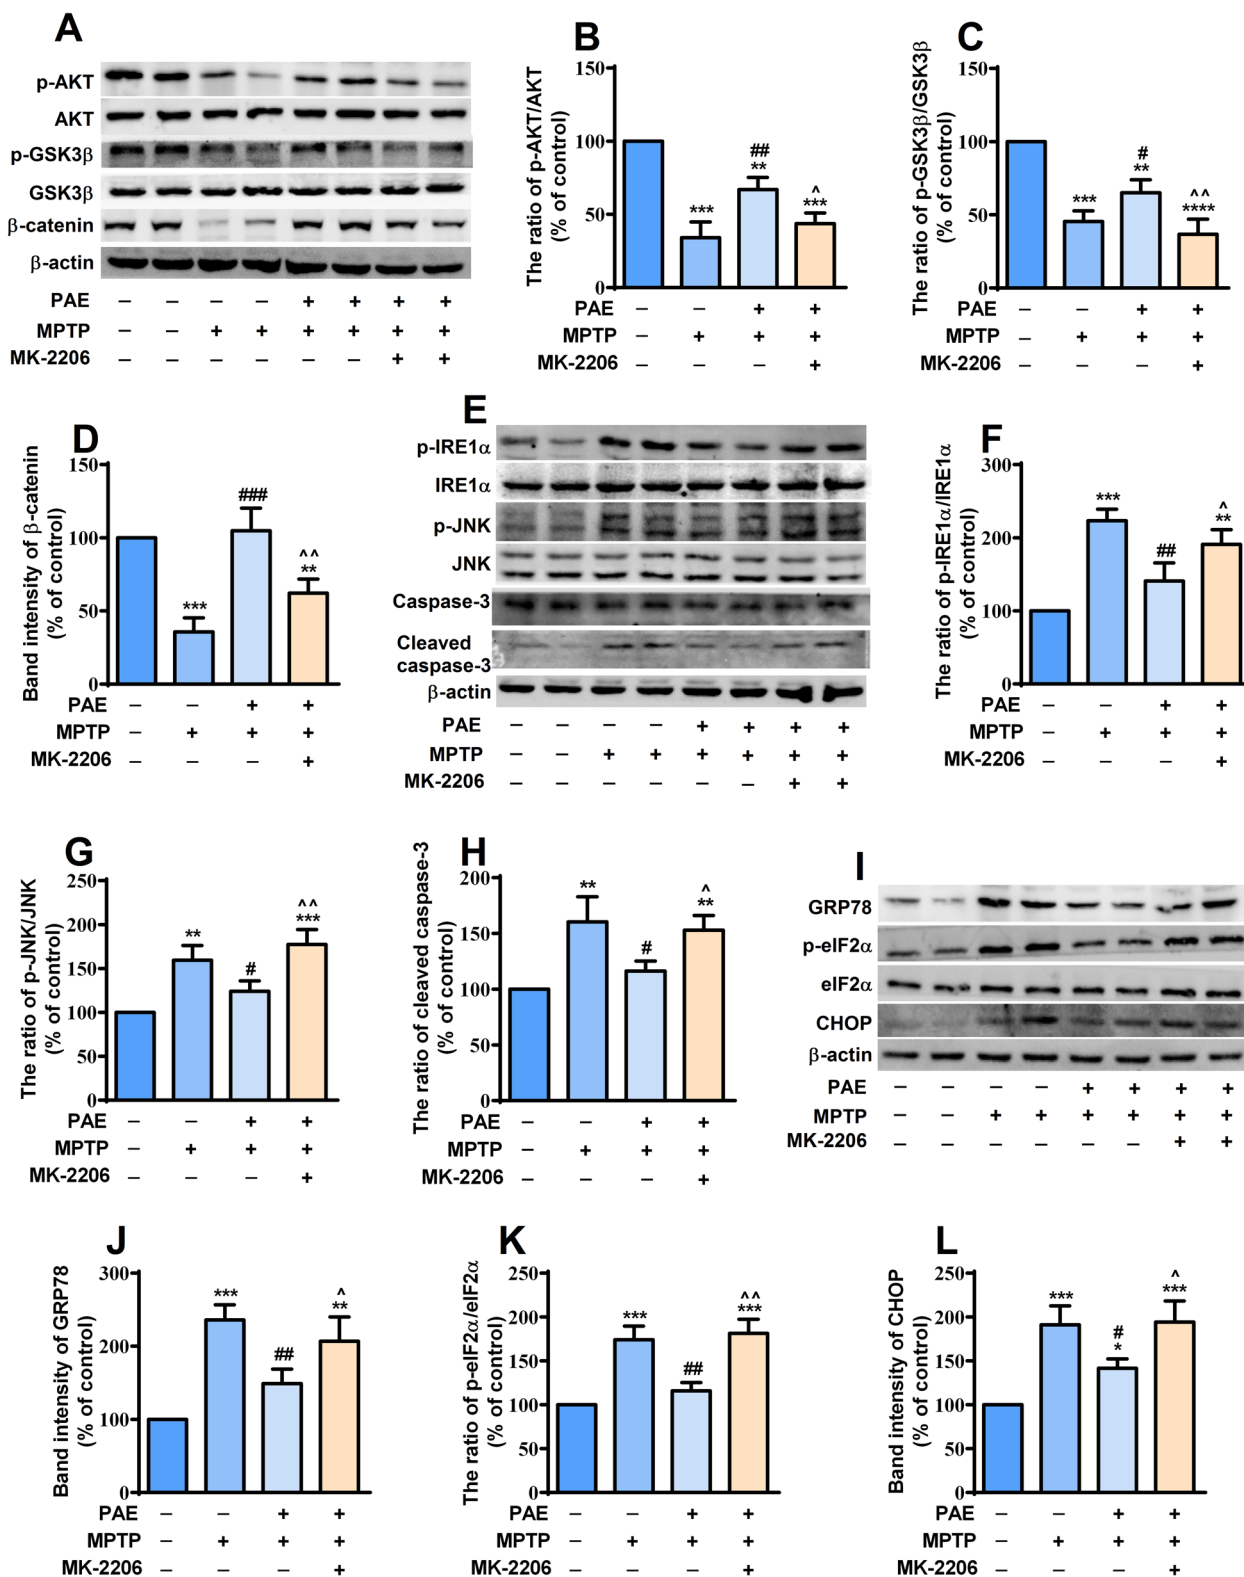 A
p-AKT
AKT
p-GSK3β
GSK3β
β-catenin
β-actin
PAE – – – – + + + +
MPTP – – + + + + + +
MK-2206 – – – – – – + +
B
The ratio of p-AKT/AKT
(% of control)
150
100
50
0
***
##
**
^
***
PAE – – + +
MPTP – + + +
MK-2206 – – – +
C
The ratio of p-GSK3β/GSK3β
(% of control)
150
100
50
0
***
#
**
^^
****
PAE – – + +
MPTP – + + +
MK-2206 – – – +
D
Band intensity of β-catenin
(% of control)
150
100
50
0
***
###
^^
**
PAE – – + +
MPTP – + + +
MK-2206 – – – +
E
p-IRE1α
IRE1α
p-JNK
JNK
Caspase-3
Cleaved
caspase-3
β-actin
PAE – – – – + + + +
MPTP – – + + + + + +
MK-2206 – – – – – – + +
F
The ratio of p-IRE1α/IRE1α
(% of control)
300
200
100
0
***
##
^
**
PAE – – + +
MPTP – + + +
MK-2206 – – – +
G
The ratio of p-JNK/JNK
(% of control)
250
200
150
100
50
0
**
#
^^
***
PAE – – + +
MPTP – + + +
MK-2206 – – – +
H
The ratio of cleaved caspase-3
(% of control)
200
150
100
50
0
**
#
^
**
PAE – – + +
MPTP – + + +
MK-2206 – – – +
I
GRP78
p-eIF2α
eIF2α
CHOP
β-actin
PAE – – – – + + + +
MPTP – – + + + + + +
MK-2206 – – – – – – + +
J
Band intensity of GRP78
(% of control)
300
200
100
0
***
##
^
**
PAE – – + +
MPTP – + + +
MK-2206 – – – +
K
The ratio of p-eIF2α/eIF2α
(% of control)
250
200
150
100
50
0
***
##
^^
***
PAE – – + +
MPTP – + + +
MK-2206 – – – +
L
Band intensity of CHOP
(% of control)
250
200
150
100
50
0
***
#
*
^
***
PAE – – + +
MPTP – + + +
MK-2206 – – – +